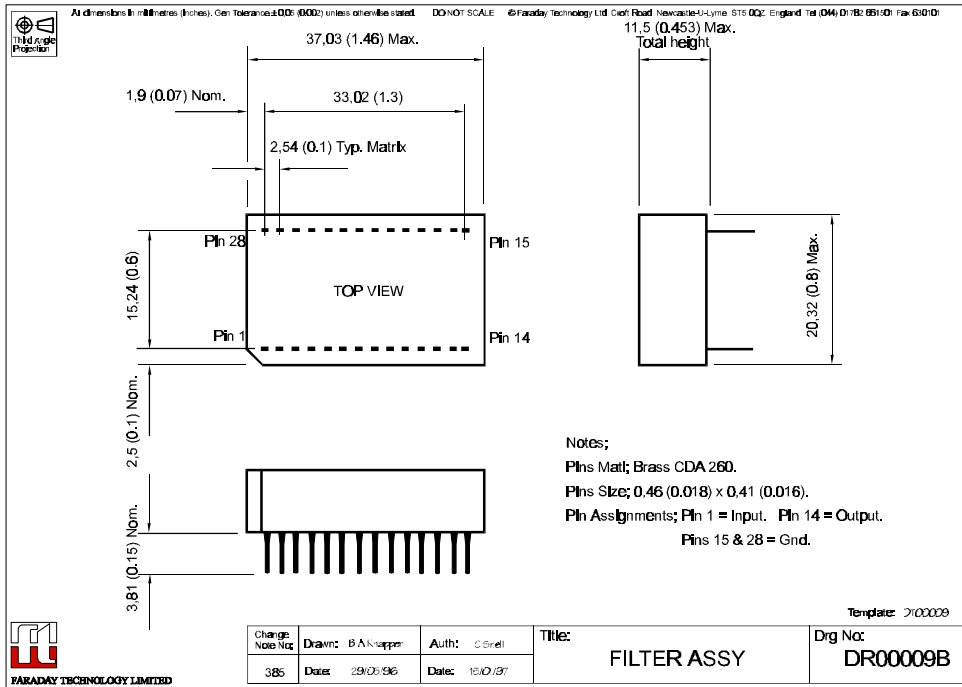 All dimensions in millimetres (inches). Gen Tolerance ±0,05 (0.002) unless otherwise stated. DO NOT SCALE © Faraday Technology Ltd Croft Road Newcastle-U-Lyme ST5 0QZ. England Tel (044) 01782 661501 Fax 630101
Third Angle
Projection
37,03 (1.46) Max.
11,5 (0.453) Max.
Total height
1,9 (0.07) Nom.
33,02 (1.3)
2,54 (0.1) Typ. Matrix
Pin 28
Pin 15
15,24 (0.6)
TOP VIEW
20,32 (0.8) Max.
Pin 1
Pin 14
2,5 (0.1) Nom.
3,81 (0.15) Nom.
Notes;
Pins Matl; Brass CDA 260.
Pins Size; 0,46 (0.018) x 0,41 (0.016).
Pin Assignments; Pin 1 = Input. Pin 14 = Output.
Pins 15 & 28 = Gnd.
Template: DT00009
Change
Note No;
385
Drawn: B A Knapper
Auth: C Snell
Date: 29/05/96
Date:
Title:
FILTER ASSY
Drg No:
DR00009B
FARADAY TECHNOLOGY LIMITED